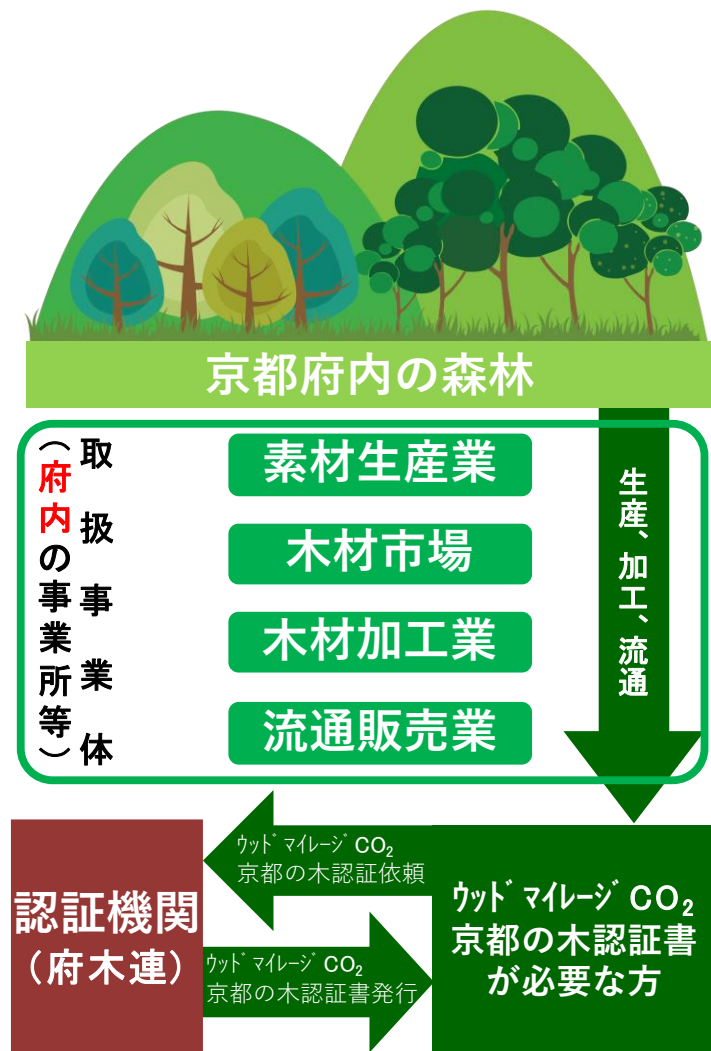 京都府内の森林
取扱事業体
（府内の事業所等）
素材生産業
木材市場
木材加工業
流通販売業
生産、加工、流通
ｳｯﾄﾞﾏｲﾚｰｼﾞCO₂
京都の木認証依頼
認証機関
（府木連）
ｳｯﾄﾞﾏｲﾚｰｼﾞCO₂
京都の木認証書発行
ｳｯﾄﾞﾏｲﾚｰｼﾞCO₂
京都の木認証書
が必要な方